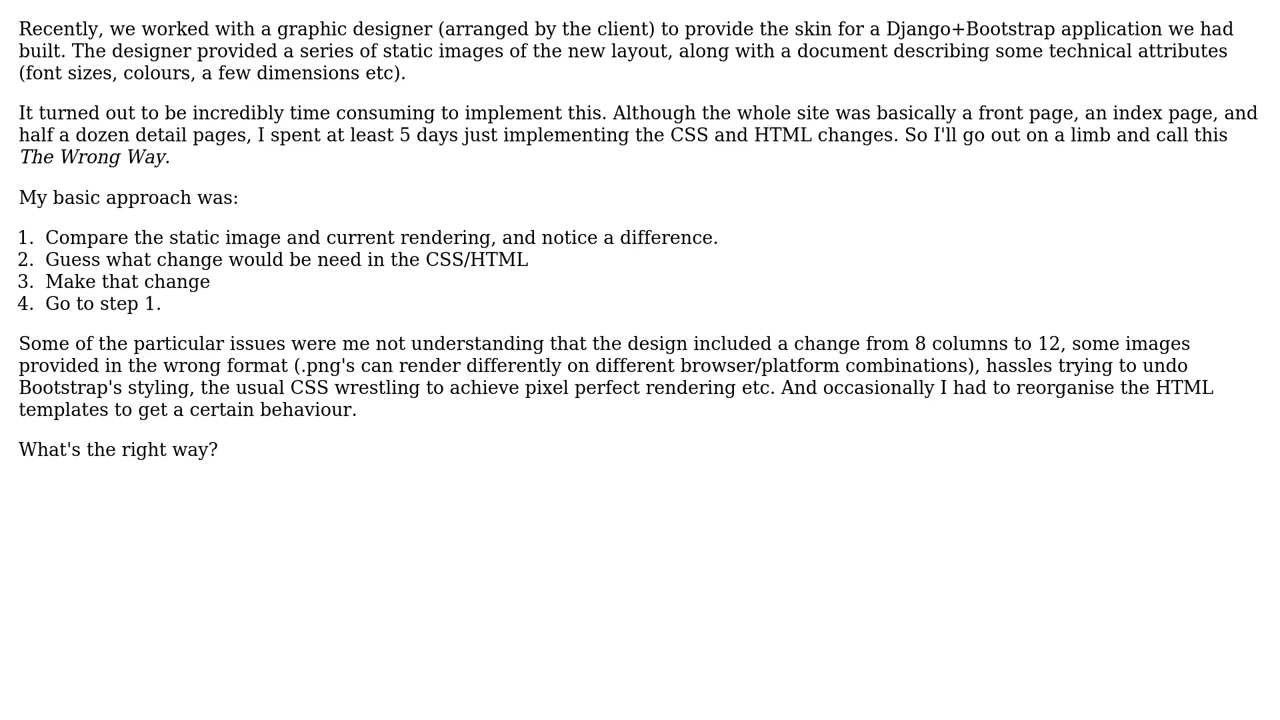 Recently, we worked with a graphic designer (arranged by the client) to provide the skin for a Django+Bootstrap application we had
built. The designer provided a series of static images of the new layout, along with a document describing some technical attributes
(font sizes, colours, a few dimensions etc).
It turned out to be incredibly time consuming to implement this. Although the whole site was basically a front page, an index page, and
half a dozen detail pages, I spent at least 5 days just implementing the CSS and HTML changes. So I'll go out on a limb and call this
The Wrong Way.
My basic approach was:
1. Compare the static image and current rendering, and notice a difference.
2. Guess what change would be need in the CSS/HTML
3. Make that change
4. Go to step 1.
Some of the particular issues were me not understanding that the design included a change from 8 columns to 12, some images
provided in the wrong format (.png's can render differently on different browser/platform combinations), hassles trying to undo
Bootstrap's styling, the usual CSS wrestling to achieve pixel perfect rendering etc. And occasionally I had to reorganise the HTML
templates to get a certain behaviour.
What's the right way?